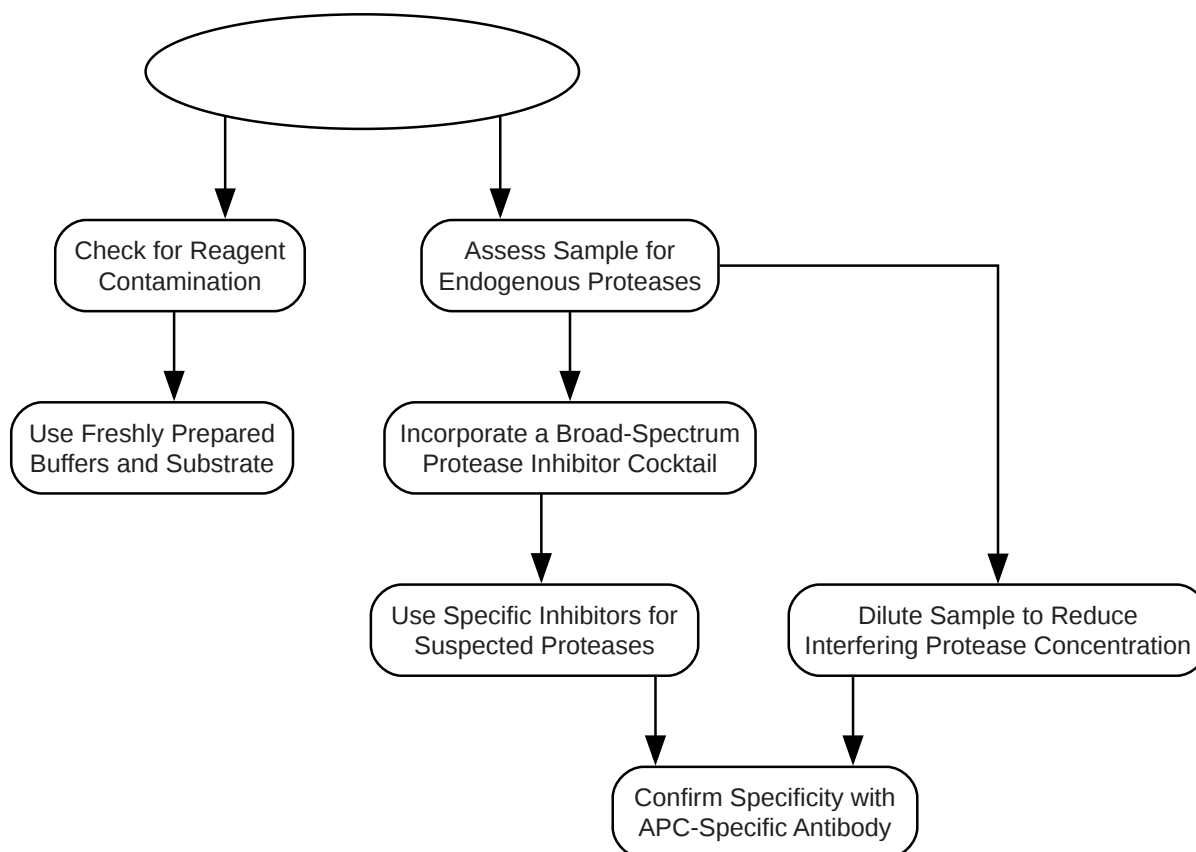 Check for Reagent
Contamination
Assess Sample for
Endogenous Proteases
Use Freshly Prepared
Buffers and Substrate
Incorporate a Broad-Spectrum
Protease Inhibitor Cocktail
Use Specific Inhibitors for
Suspected Proteases
Dilute Sample to Reduce
Interfering Protease Concentration
Confirm Specificity with
APC-Specific Antibody